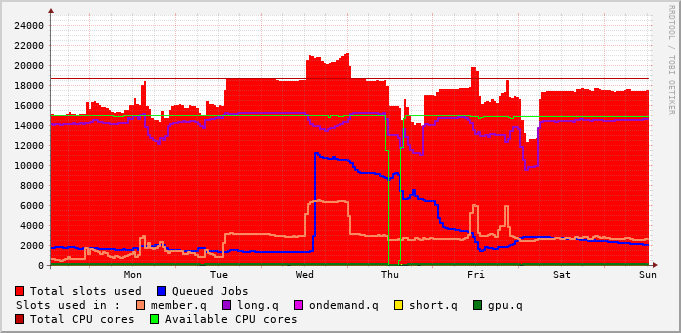 24000
22000
20000
18000
16000
14000
12000
10000
8000
6000
4000
2000
0
Mon Tue Wed Thu Fri Sat Sun
Total slots used Queued Jobs
Slots used in : member.q long.q ondemand.q short.q gpu.q
Total CPU cores Available CPU cores
RRDTOOL / TOBI OETIKER